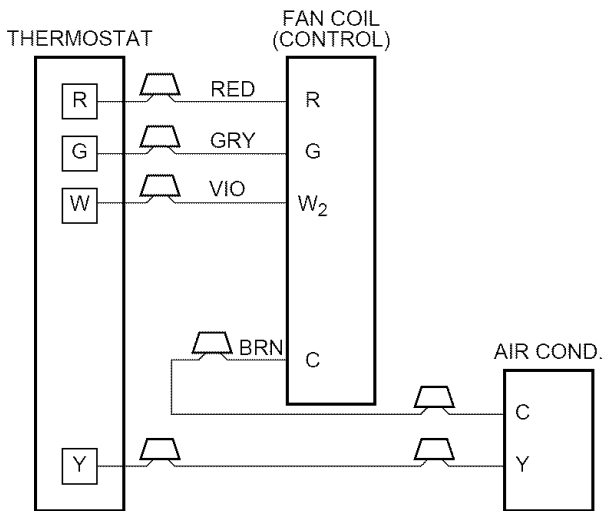 FAN COIL
(CONTROL)
THERMOSTAT
R
RED
R
G
GRY
G
W
VIO
W2
BRN
C
AIR COND.
C
Y
Y